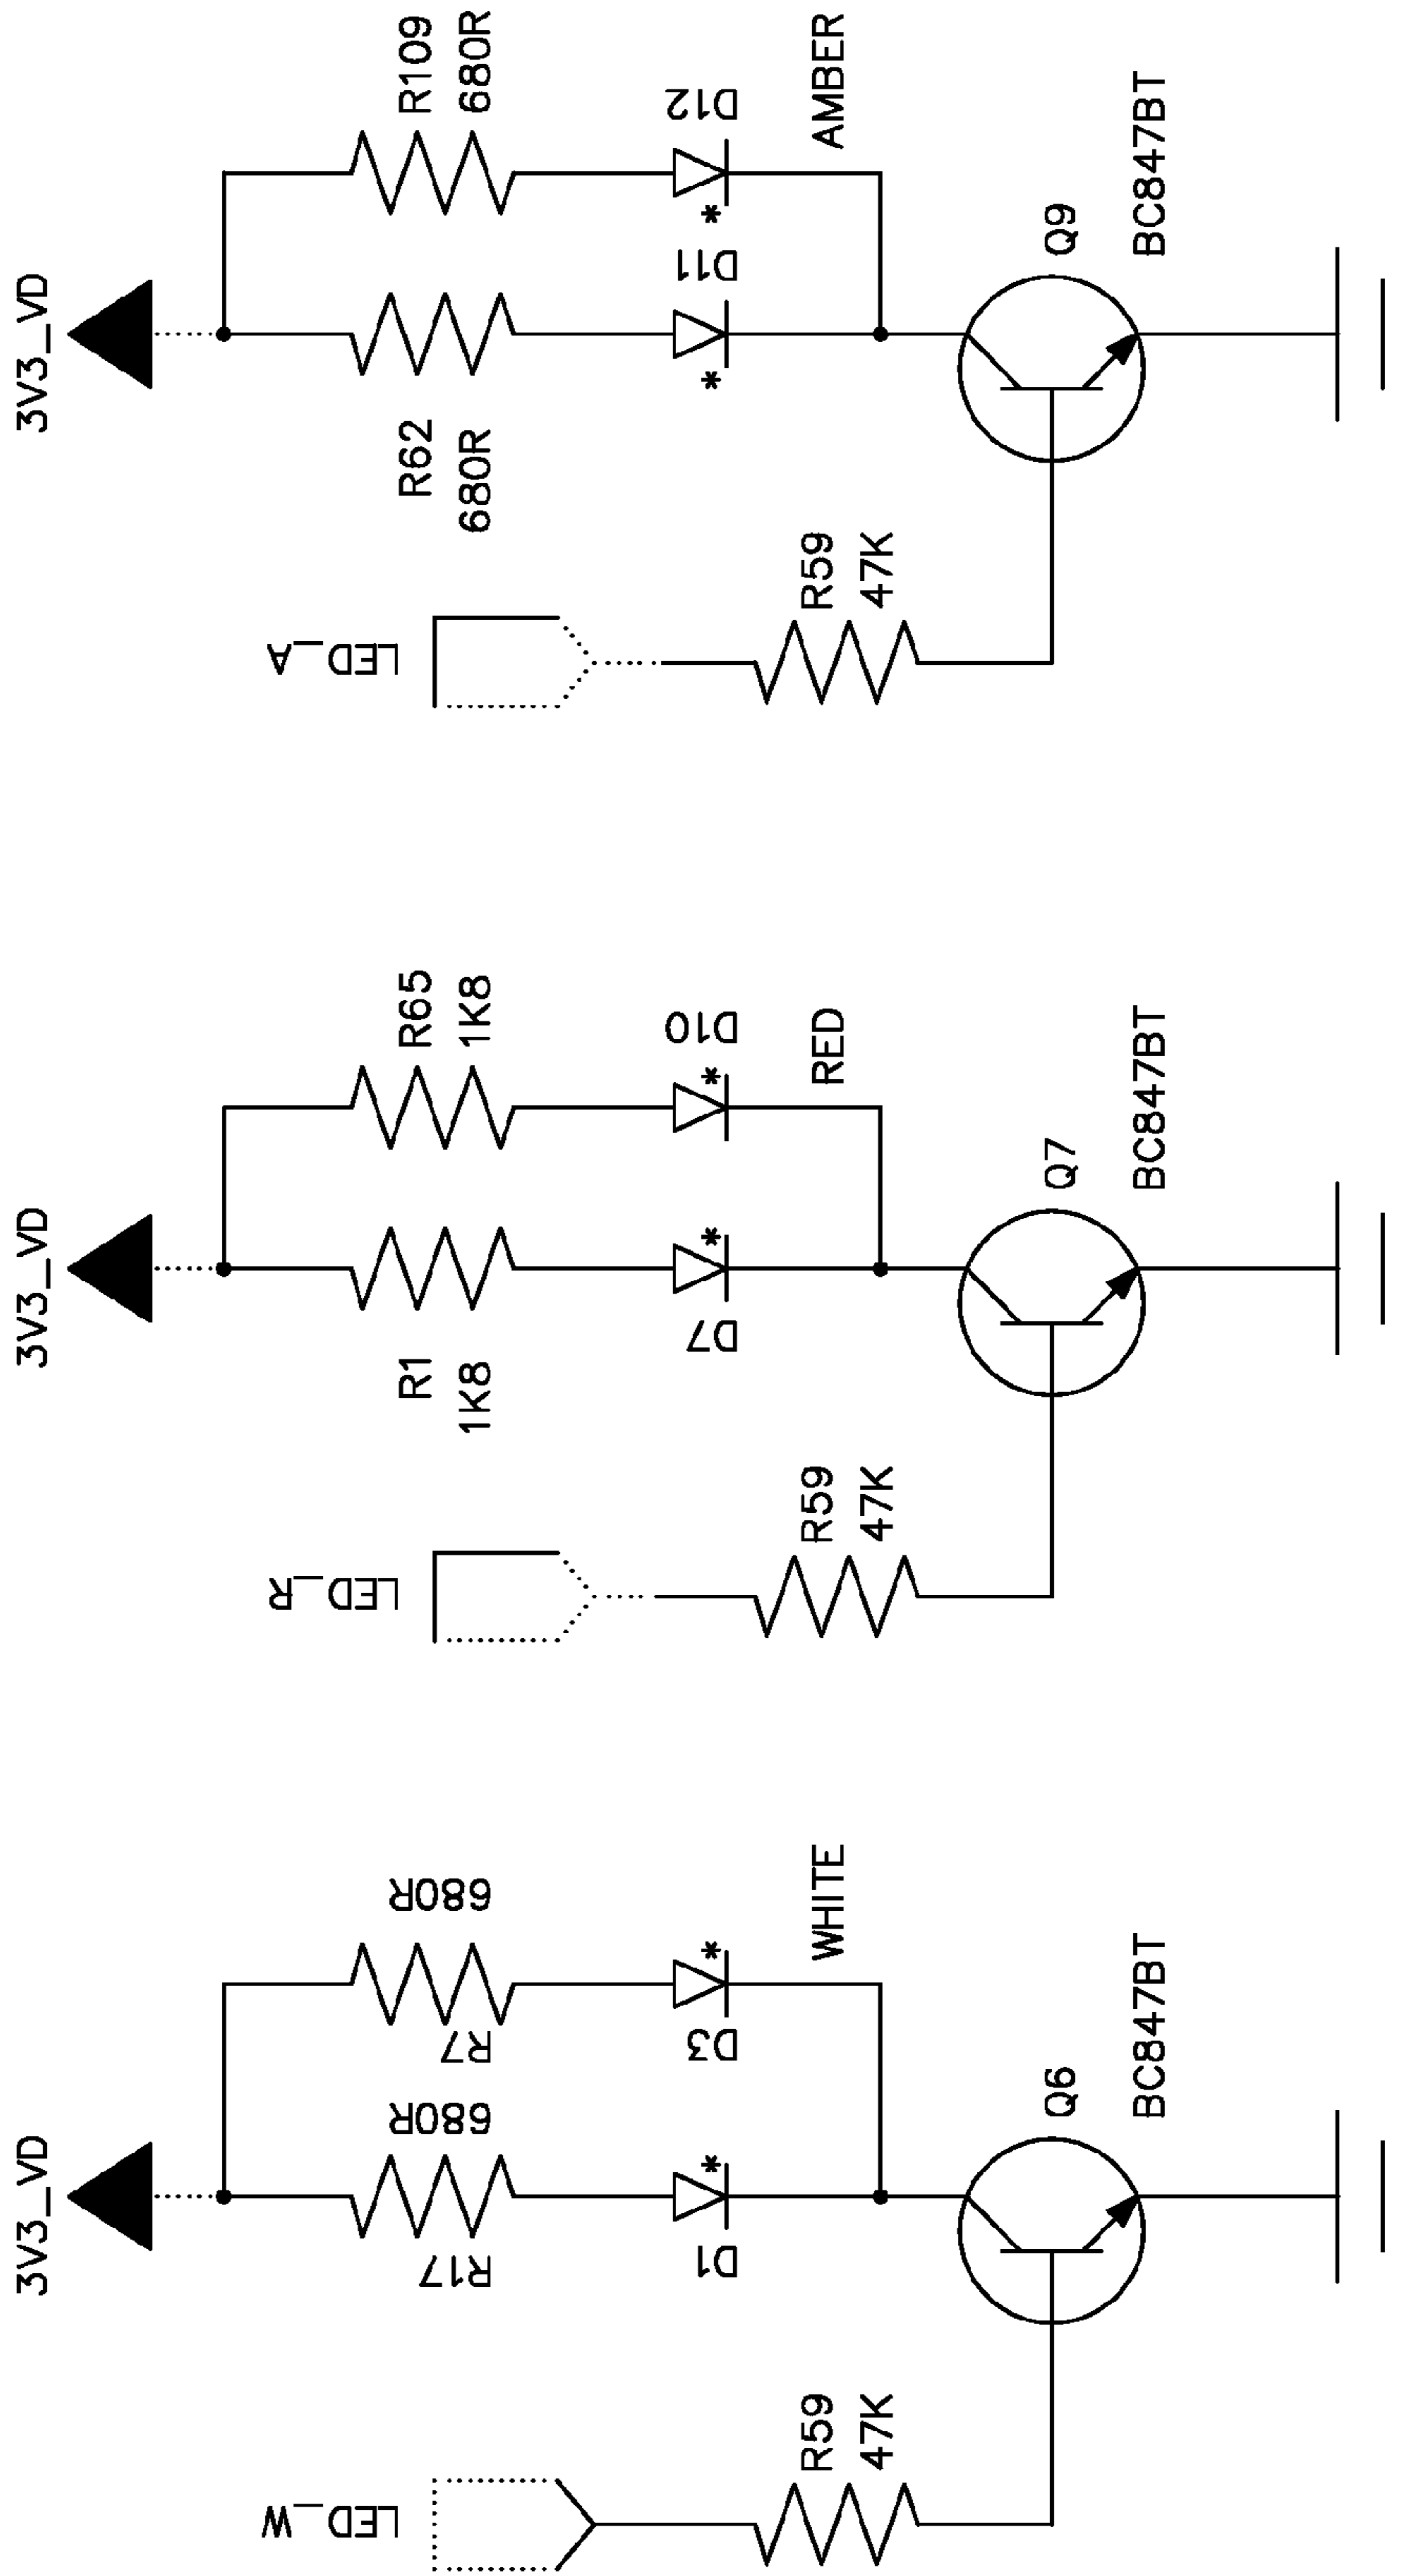 3V3_VD
R109
680R
R62
680R
D12
D11
AMBER
LED_A
R59
47K
Q9
BC847BT
3V3_VD
R65
1K8
R1
1K8
D10
D7
RED
LED_R
R59
47K
Q7
BC847BT
3V3_VD
R7
680R
R17
680R
D3
D1
WHITE
LED_W
R59
47K
Q6
BC847BT